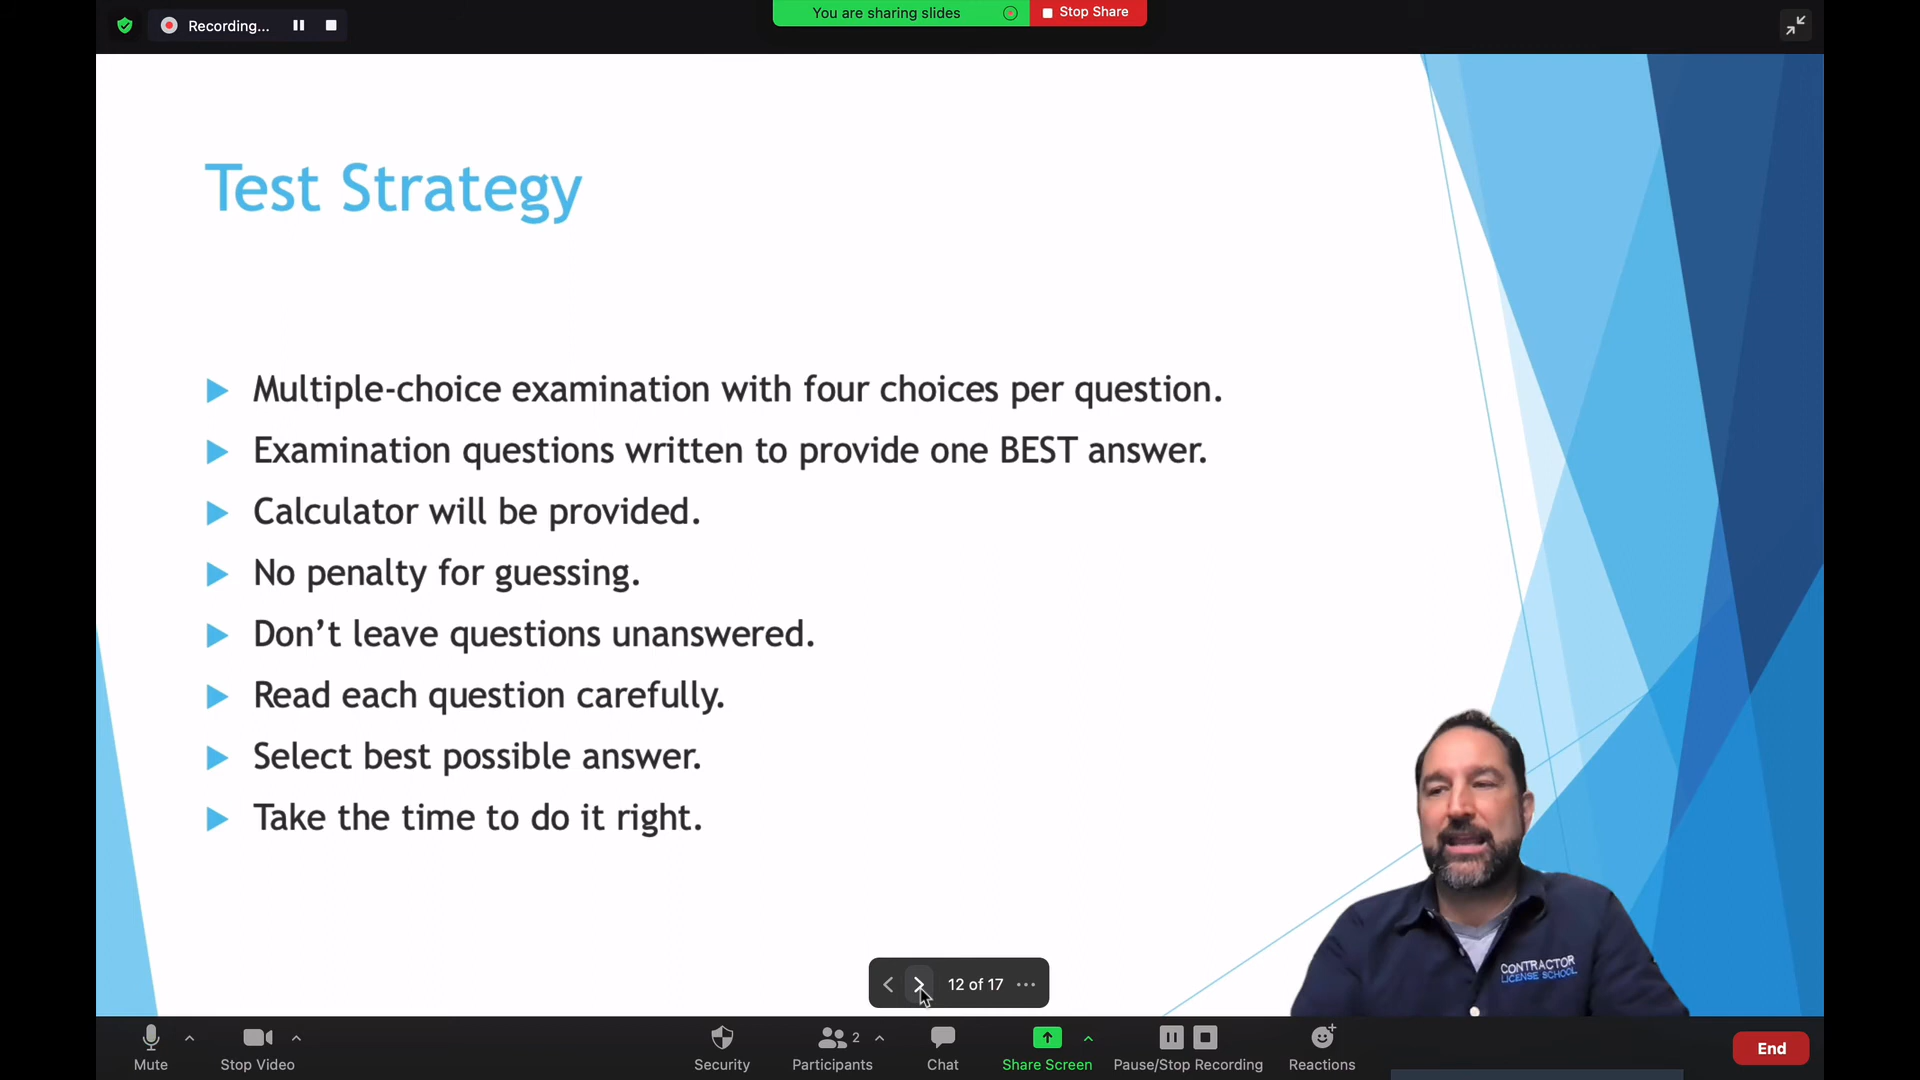 Recording...
You are sharing slides
Stop Share
Test Strategy
Multiple-choice examination with four choices per question.
Examination questions written to provide one BEST answer.
Calculator will be provided.
No penalty for guessing.
Don’t leave questions unanswered.
Read each question carefully.
Select best possible answer.
Take the time to do it right.
CONTRACTOR
LICENSE SCHOOL
12 of 17
2
Mute
Stop Video
Security
Participants
Chat
Share Screen
Pause/Stop Recording
Reactions
End